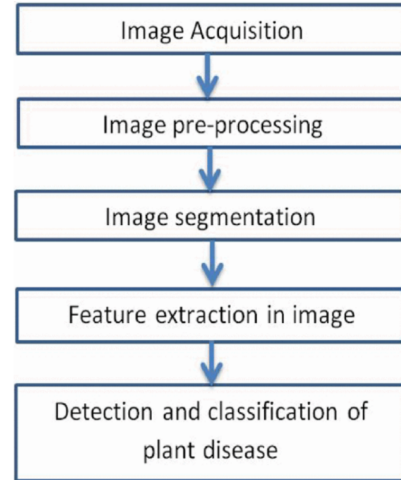 Image Acquisition
Image pre-processing
Image segmentation
Feature extraction in image
Detection and classification of
plant disease